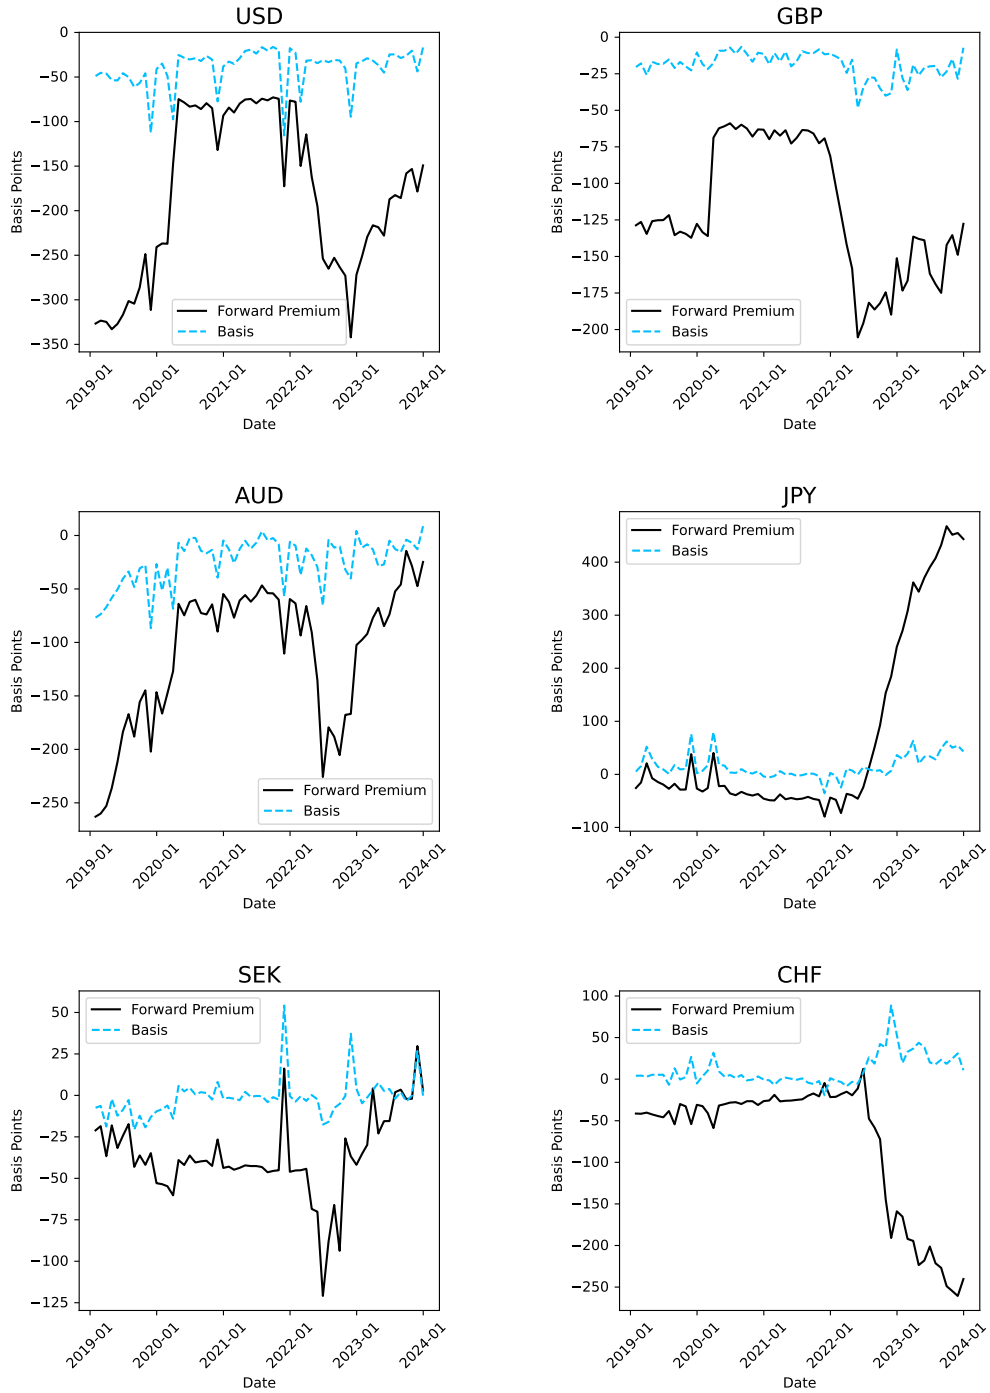 USD
0
−50
−100
−150
−200
−250
−300
−350
Basis Points
Forward Premium
Basis
2019-01
2020-01
2021-01
2022-01
2023-01
2024-01
Date
GBP
0
−25
−50
−75
−100
−125
−150
−175
−200
Basis Points
Forward Premium
Basis
2019-01
2020-01
2021-01
2022-01
2023-01
2024-01
Date
AUD
0
−50
−100
−150
−200
−250
Basis Points
Forward Premium
Basis
2019-01
2020-01
2021-01
2022-01
2023-01
2024-01
Date
JPY
400
300
200
100
0
−100
Basis Points
Forward Premium
Basis
2019-01
2020-01
2021-01
2022-01
2023-01
2024-01
Date
SEK
50
25
0
−25
−50
−75
−100
−125
Basis Points
Forward Premium
Basis
2019-01
2020-01
2021-01
2022-01
2023-01
2024-01
Date
CHF
100
50
0
−50
−100
−150
−200
−250
Basis Points
Forward Premium
Basis
2019-01
2020-01
2021-01
2022-01
2023-01
2024-01
Date